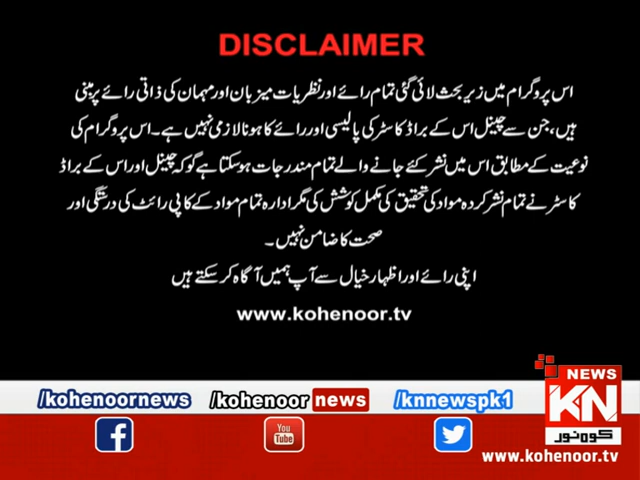 DISCLAIMER
اس پروگرام میں زیر بحث لائی گئی تمام رائے اور نظریات میزبان اور مہمان کی ذاتی رائے پر مبنی
ہیں، جن سے چینل اس کے براڈ کاسٹر کی پالیسی اور رائے کا ہونا لازمی نہیں ہے۔ اس پروگرام کی
نوعیت کے مطابق اس میں نشر کئے جانے والے تمام مندرجات ہو سکتا ہے گو کہ چینل اور اس کے براڈ
کاسٹر نے تمام نشر کردہ مواد کی تحقیق کی مکمل کوشش کی مگر ادارہ تمام مواد کے کاپی رائٹ کی درستگی اور
صحت کا ضامن نہیں۔
اپنی رائے اور اظہار خیال سے آپ ہمیں آگاہ کر سکتے ہیں
www.kohenoor.tv
/kohenoornews /kohenoor news /knnewspk1
f You Tube
NEWS
KN
کوہ نور
www.kohenoor.tv